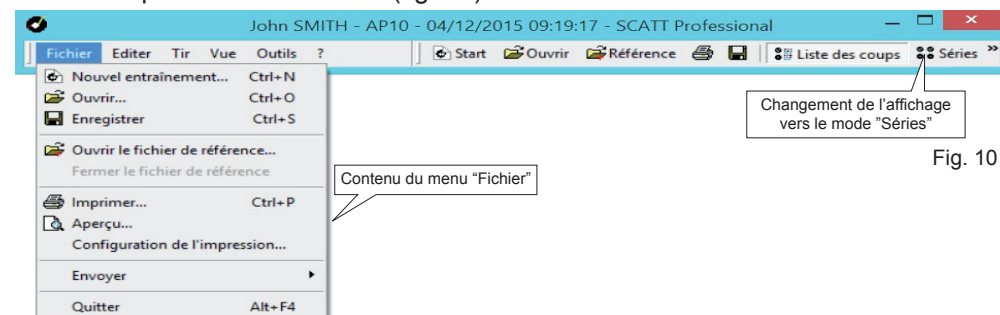 John SMITH - AP10 - 04/12/2015 09:19:17 - SCATT Professional
Fichier Editer Tir Vue Outils ? Start Ouvrir Référence Liste des coups Séries »
Nouvel entraînement... Ctrl+N
Ouvrir... Ctrl+O
Enregistrer Ctrl+S
Ouvrir le fichier de référence...
Fermer le fichier de référence
Imprimer... Ctrl+P
Aperçu...
Configuration de l'impression...
Envoyer
Quitter Alt+F4
Contenu du menu “Fichier”
Changement de l’affichage
vers le mode ”Séries”
Fig. 10